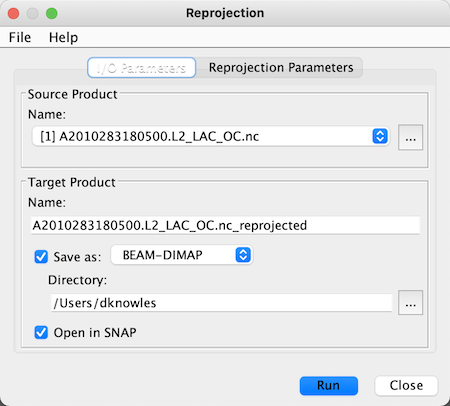 Reprojection
File Help
I/O Parameters Reprojection Parameters
Source Product
Name:
[1] A2010283180500.L2_LAC_OC.nc ...
Target Product
Name:
A2010283180500.L2_LAC_OC.nc_reprojected
Save as: BEAM-DIMAP
Directory:
/Users/dknowles ...
Open in SNAP
Run Close